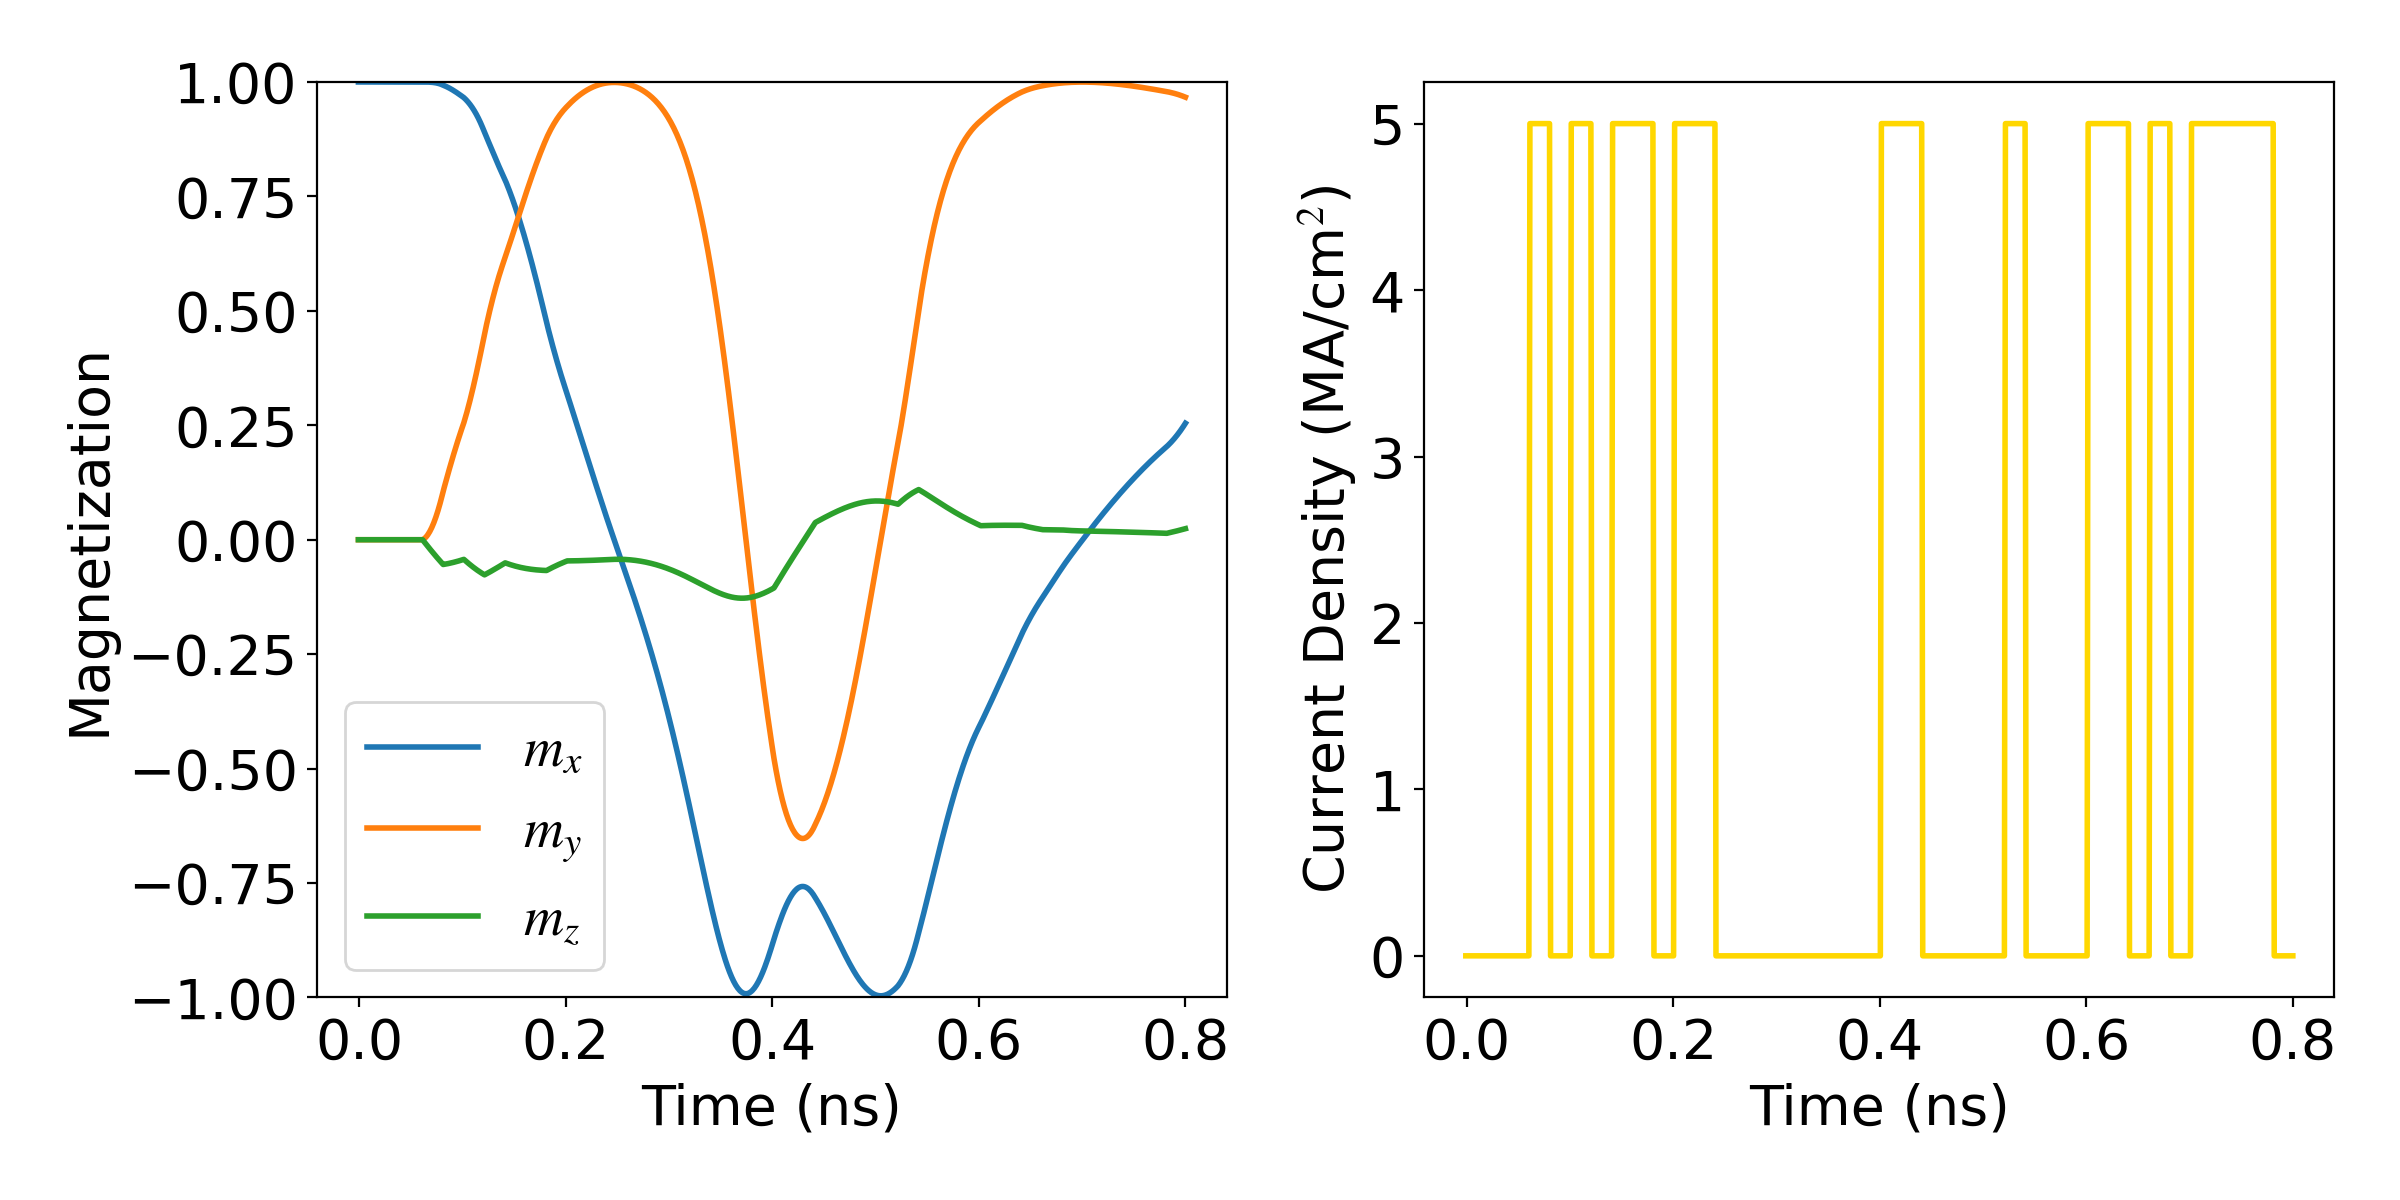 1.00
0.75
0.50
0.25
0.00
−0.25
−0.50
−0.75
−1.00
Magnetization
m_x
m_y
m_z
0.0 0.2 0.4 0.6 0.8
Time (ns)
5
4
3
2
1
0
Current Density (MA/cm²)
0.0 0.2 0.4 0.6 0.8
Time (ns)